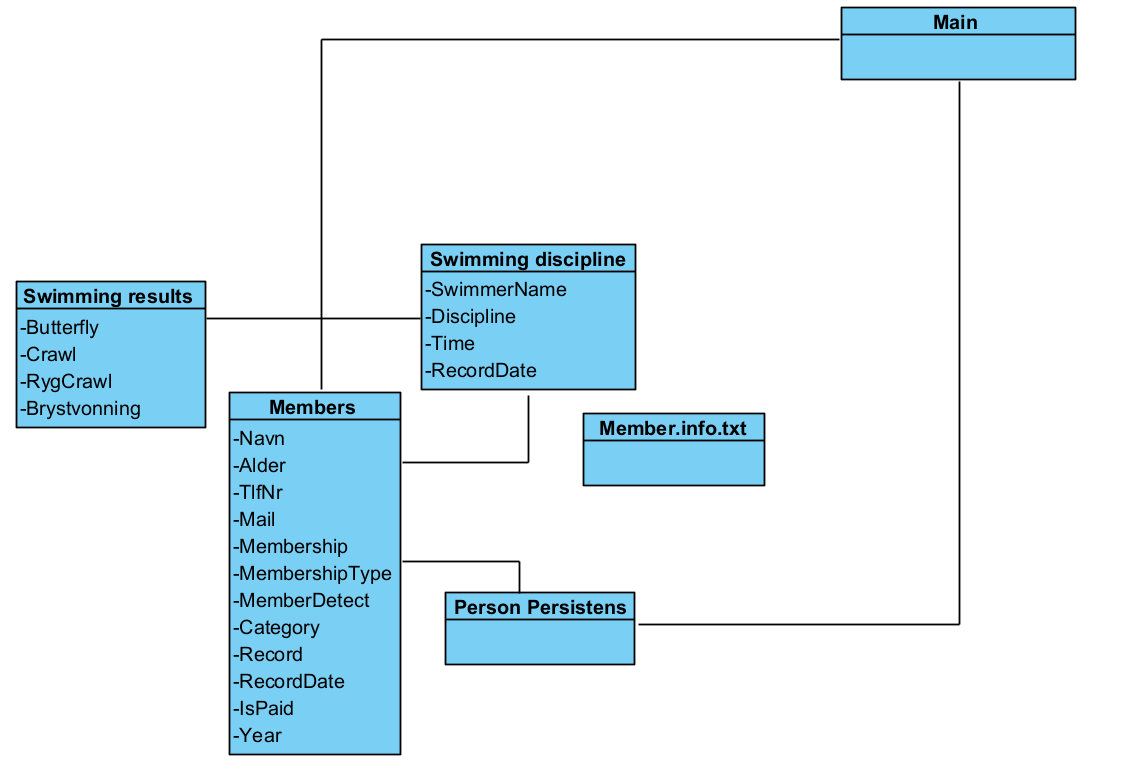 Main
Swimming discipline
-SwimmerName
-Discipline
-Time
-RecordDate
Swimming results
-Butterfly
-Crawl
-RygCrawl
-Brystvonning
Members
-Navn
-Alder
-TlfNr
-Mail
-Membership
-MembershipType
-MemberDetect
-Category
-Record
-RecordDate
-IsPaid
-Year
Member.info.txt
Person Persistens